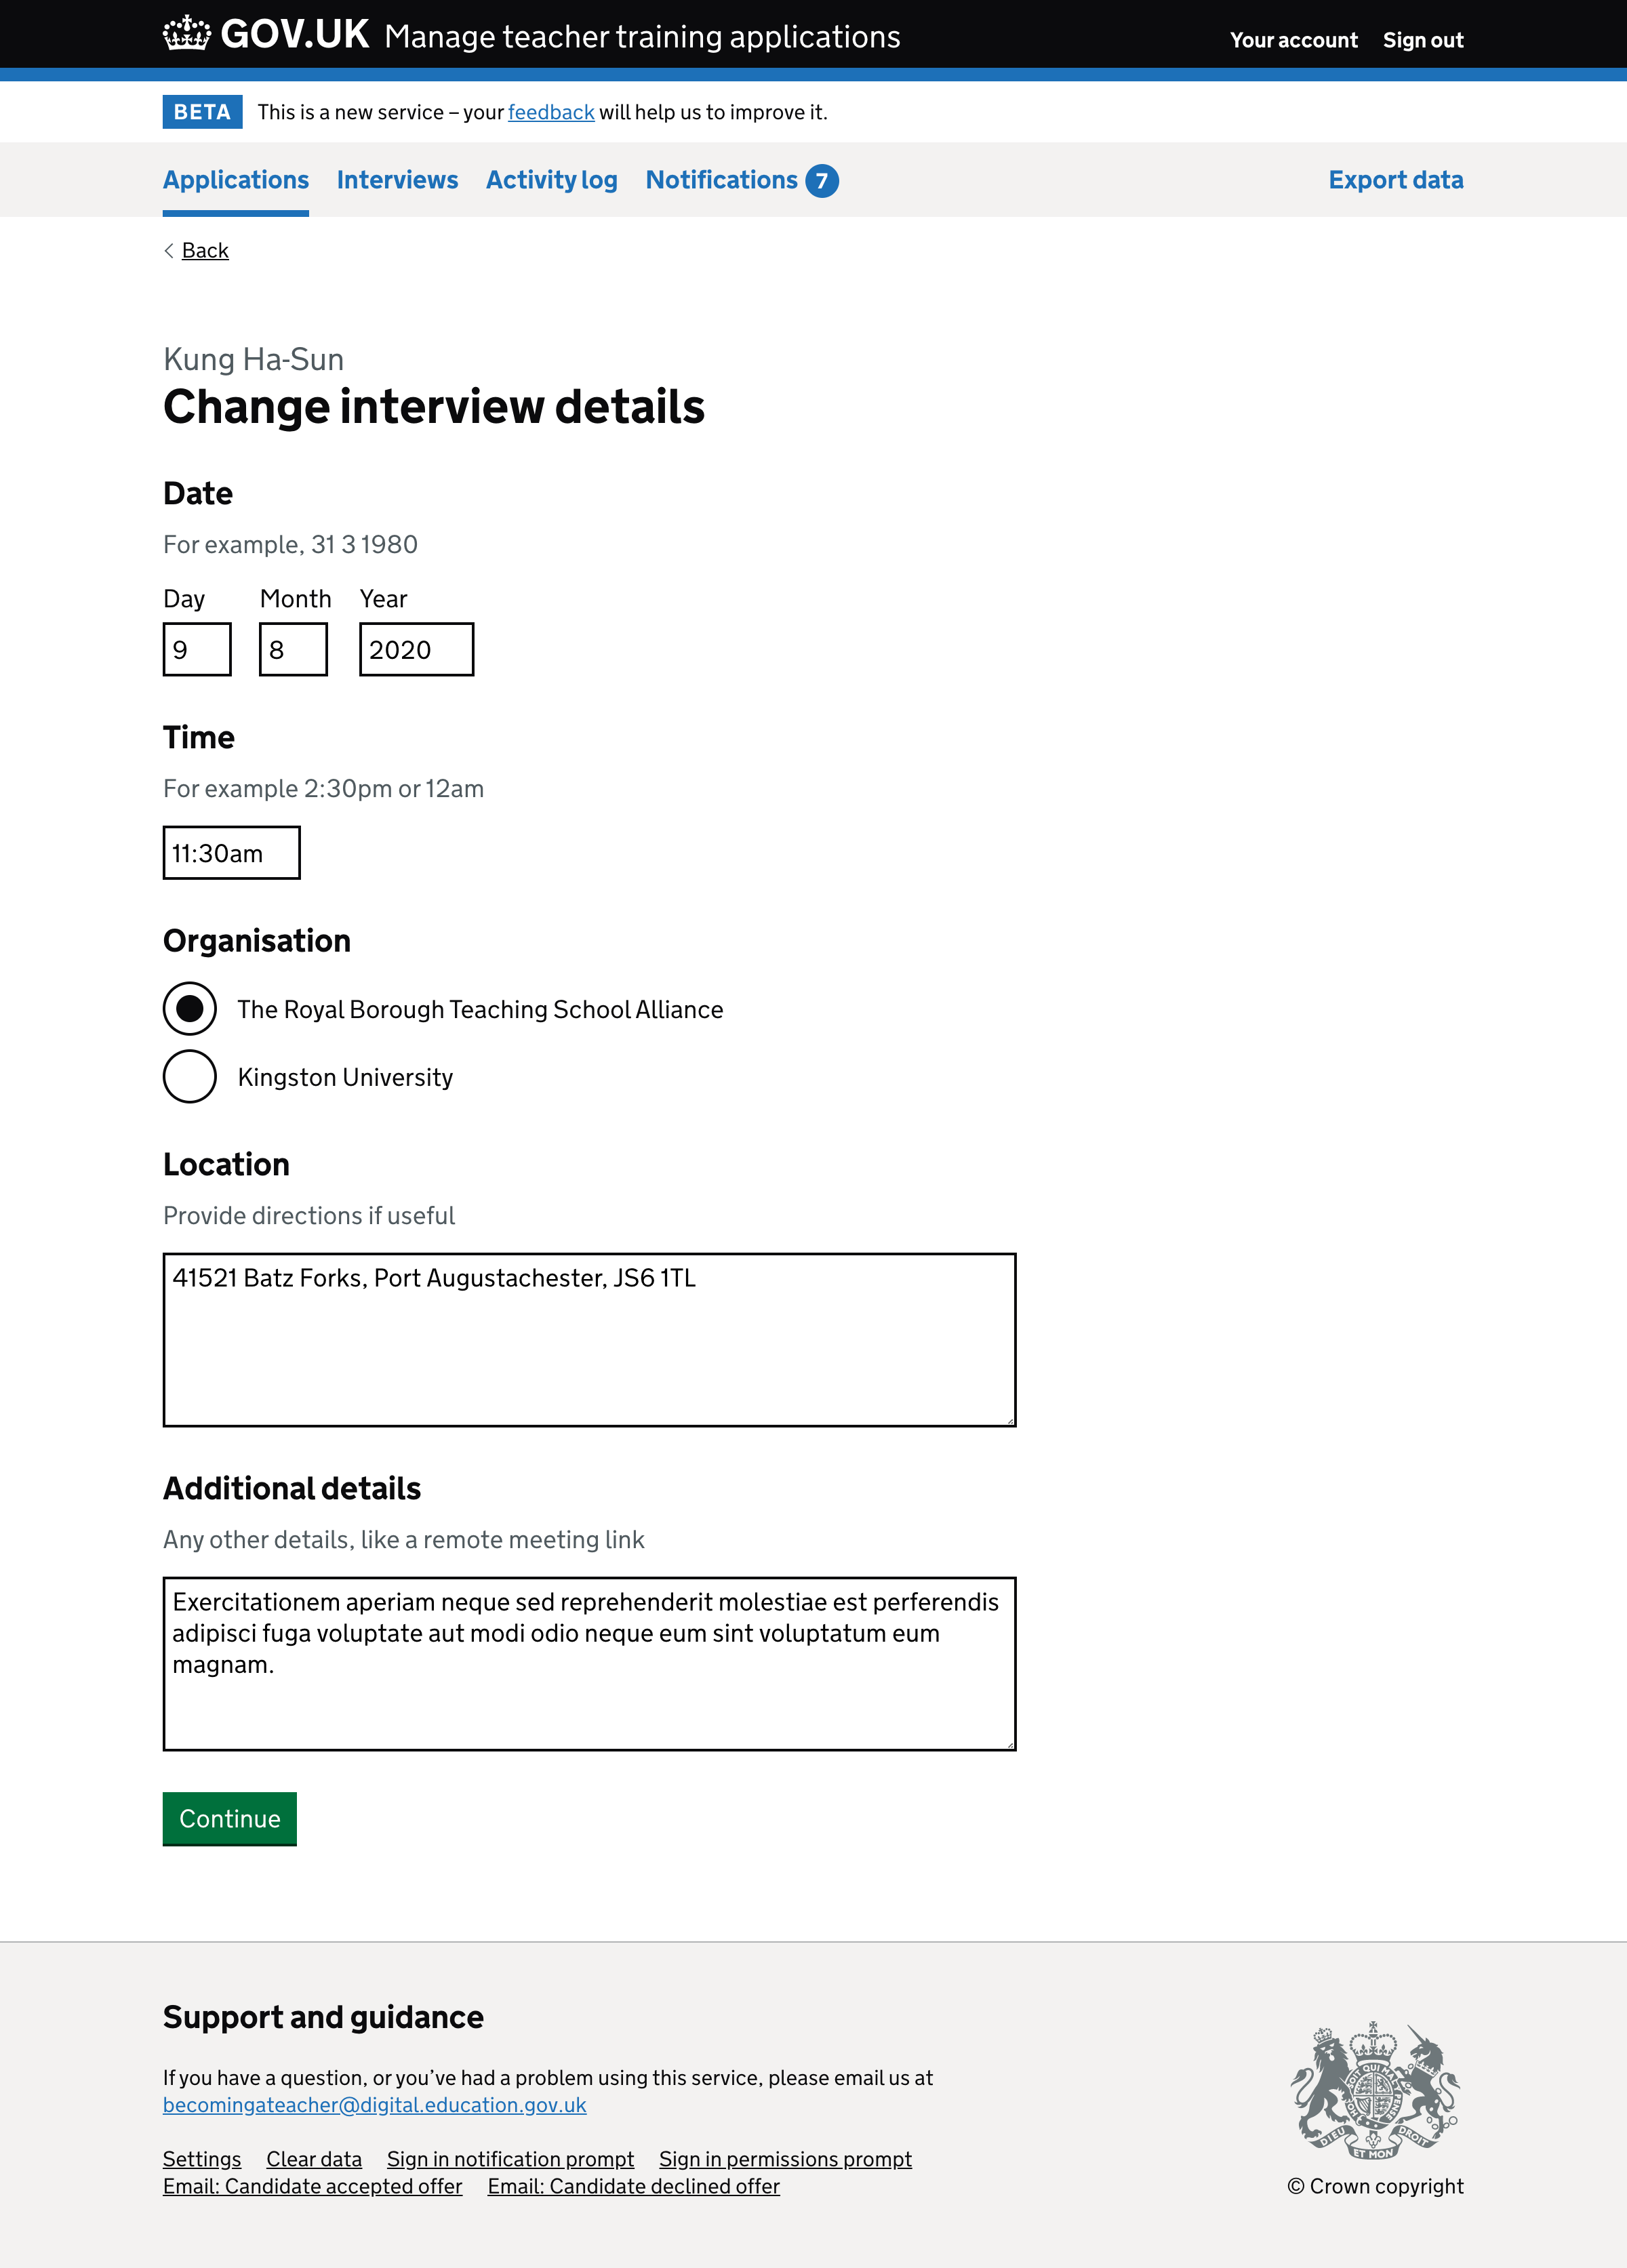 GOV.UK Manage teacher training applications
Your account Sign out
BETA This is a new service – your feedback will help us to improve it.
Applications Interviews Activity log Notifications 7 Export data
Back
Kung Ha-Sun
Change interview details
Date
For example, 31 3 1980
Day Month Year
9 8 2020
Time
For example 2:30pm or 12am
11:30am
Organisation
The Royal Borough Teaching School Alliance
Kingston University
Location
Provide directions if useful
41521 Batz Forks, Port Augustachester, JS6 1TL
Additional details
Any other details, like a remote meeting link
Exercitationem aperiam neque sed reprehenderit molestiae est perferendis
adipisci fuga voluptate aut modi odio neque eum sint voluptatum eum
magnam.
Continue
Support and guidance
If you have a question, or you’ve had a problem using this service, please email us at
becomingateacher@digital.education.gov.uk
Settings Clear data Sign in notification prompt Sign in permissions prompt
Email: Candidate accepted offer Email: Candidate declined offer
DIEU ET MON DROIT
© Crown copyright